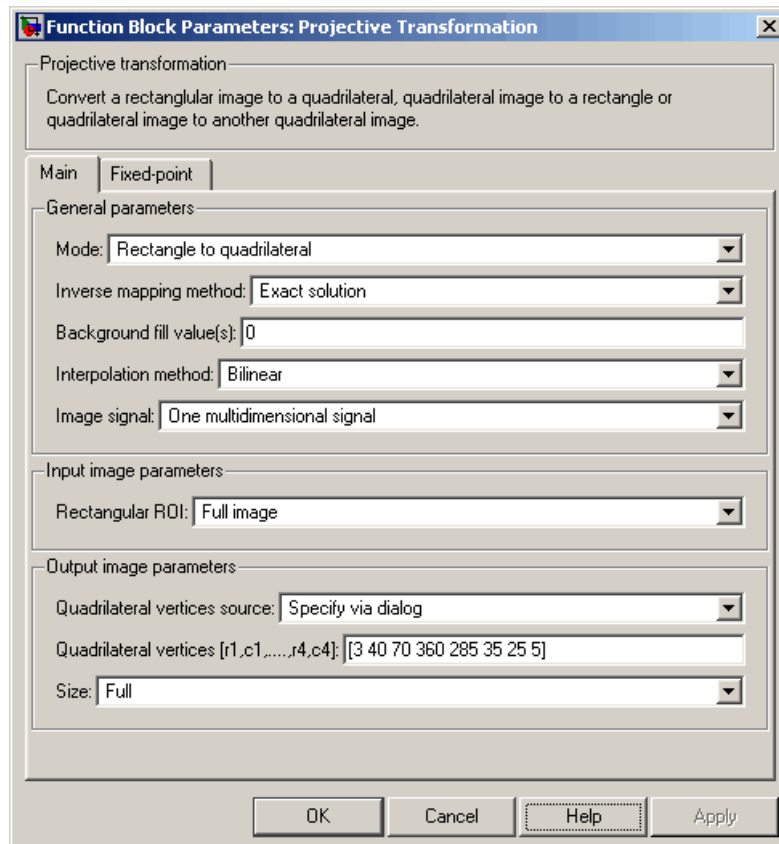 Function Block Parameters: Projective Transformation
Projective transformation
Convert a rectanglular image to a quadrilateral, quadrilateral image to a rectangle or
quadrilateral image to another quadrilateral image.
Main Fixed-point
General parameters
Mode: Rectangle to quadrilateral
Inverse mapping method: Exact solution
Background fill value(s): 0
Interpolation method: Bilinear
Image signal: One multidimensional signal
Input image parameters
Rectangular ROI: Full image
Output image parameters
Quadrilateral vertices source: Specify via dialog
Quadrilateral vertices [r1,c1,....,r4,c4]: [3 40 70 360 285 35 25 5]
Size: Full
OK Cancel Help Apply